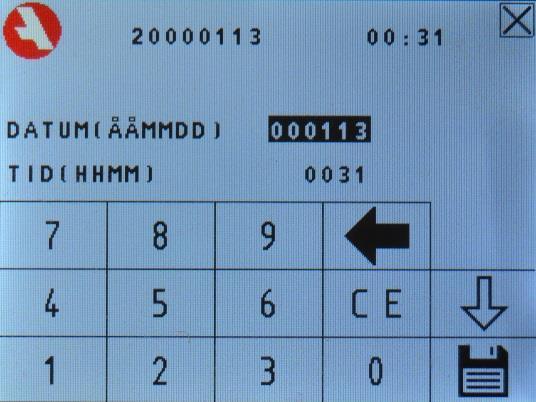 20000113 00:31
DATUM(ÅÅMMDD) 000113
TID(HHMM) 0031
7 8 9
4 5 6 CE
1 2 3 0